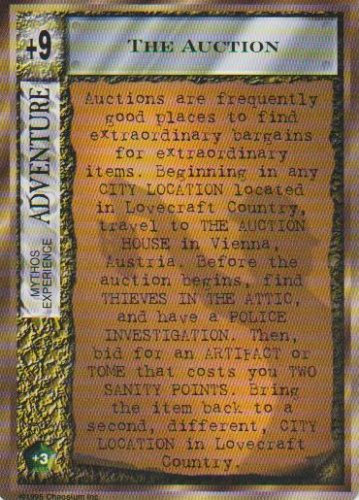 +9
THE AUCTION
MYTHOS
EXPERIENCE
ADVENTURE
Auctions are frequently
good places to find
extraordinary bargains
for extraordinary
items. Beginning in any
CITY LOCATION located
in Lovecraft Country,
travel to THE AUCTION
HOUSE in Vienna,
Austria. Before the
auction begins, find
THIEVES IN THE ATTIC,
and have a POLICE
INVESTIGATION. Then,
bid for an ARTIFACT or
TOME that costs you TWO
SANITY POINTS. Bring
the item back to a
second, different, CITY
LOCATION in Lovecraft
Country.
+3
©1996 Chaosium Inc.